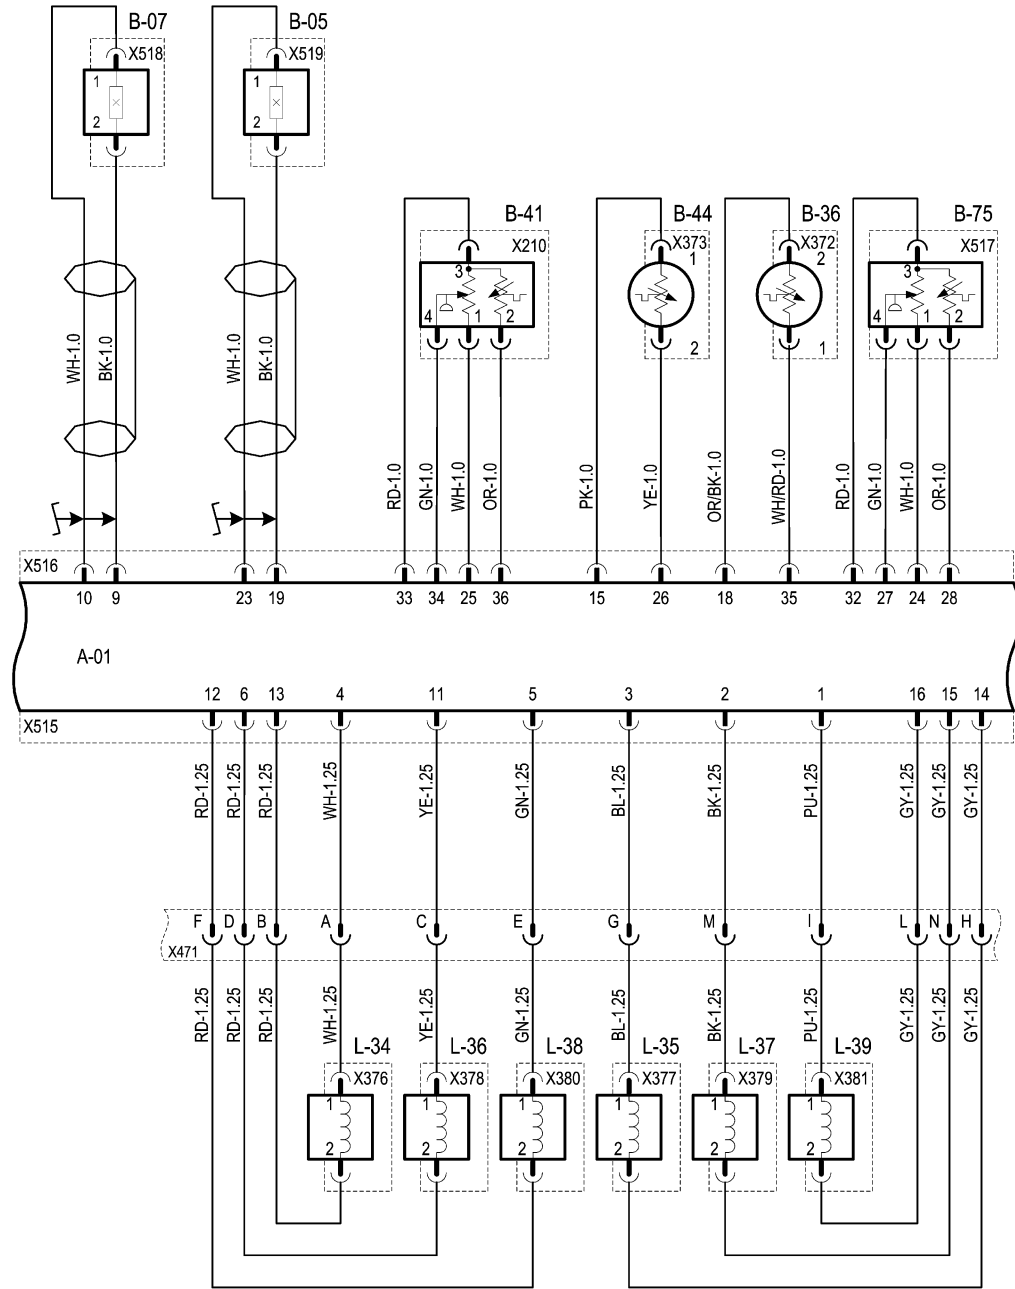 B-07 B-05
X518 X519
1 1
2 2
B-41 B-44 B-36 B-75
X210 X373 X372 X517
1 2
3 3
4 1 2 4 1 2
2 1
WH-1.0 BK-1.0 WH-1.0 BK-1.0
RD-1.0 GN-1.0 WH-1.0 OR-1.0 PK-1.0 YE-1.0 OR/BK-1.0 WH/RD-1.0 RD-1.0 GN-1.0 WH-1.0 OR-1.0
X516
10 9 23 19 33 34 25 36 15 26 18 35 32 27 24 28
A-01
12 6 13 4 11 5 3 2 1 16 15 14
X515
RD-1.25 RD-1.25 RD-1.25 WH-1.25 YE-1.25 GN-1.25 BL-1.25 BK-1.25 PU-1.25 GY-1.25 GY-1.25 GY-1.25
F D B A C E G M I L N H
X471
RD-1.25 RD-1.25 RD-1.25 WH-1.25 YE-1.25 GN-1.25 BL-1.25 BK-1.25 PU-1.25 GY-1.25 GY-1.25 GY-1.25
L-34 L-36 L-38 L-35 L-37 L-39
X376 X378 X380 X377 X379 X381
1 1 1 1 1 1
2 2 2 2 2 2